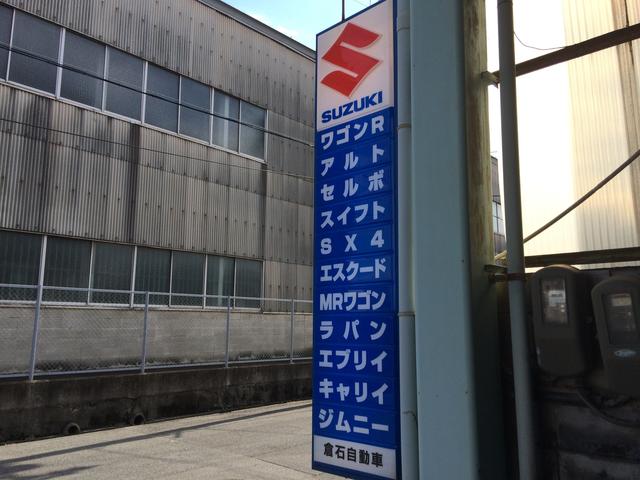 SUZUKI
ワゴンR
アルト
セルボ
スイフト
SX4
エスクード
MRワゴン
ラパン
エブリイ
キャリイ
ジムニー
倉石自動車